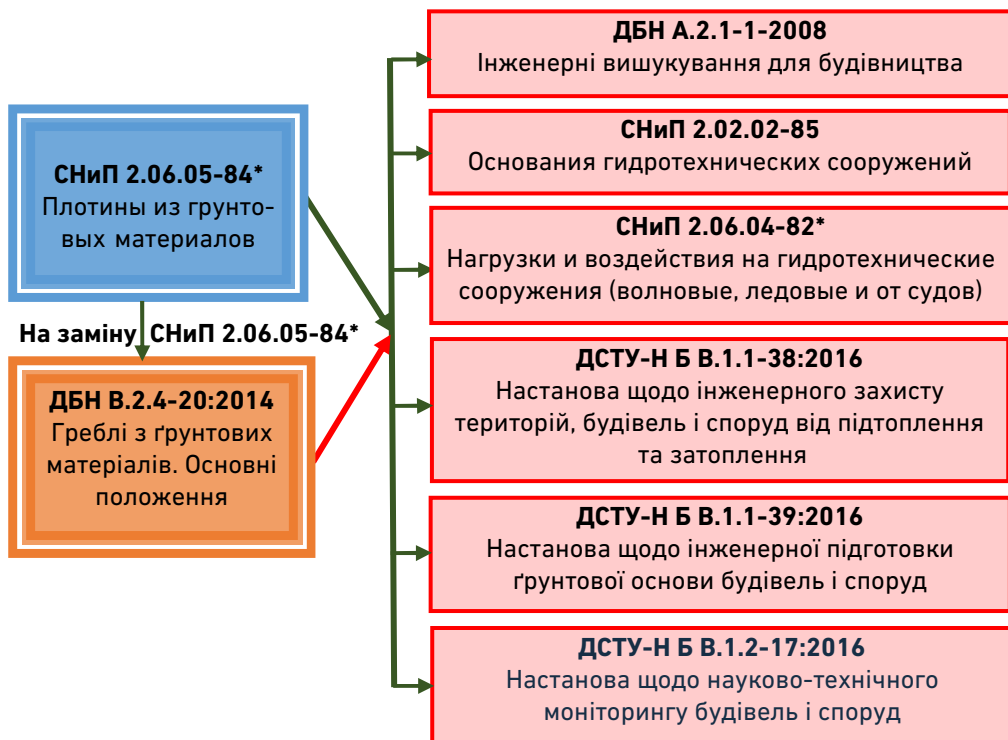 СНиП 2.06.05-84*
Плотины из грунто-
вых материалов
На заміну СНиП 2.06.05-84*
ДБН В.2.4-20:2014
Греблі з ґрунтових
матеріалів. Основні
положення
ДБН А.2.1-1-2008
Інженерні вишукування для будівництва
СНиП 2.02.02-85
Основания гидротехнических сооружений
СНиП 2.06.04-82*
Нагрузки и воздействия на гидротехнические
сооружения (волновые, ледовые и от судов)
ДСТУ-Н Б В.1.1-38:2016
Настанова щодо інженерного захисту
територій, будівель і споруд від підтоплення
та затоплення
ДСТУ-Н Б В.1.1-39:2016
Настанова щодо інженерної підготовки
ґрунтової основи будівель і споруд
ДСТУ-Н Б В.1.2-17:2016
Настанова щодо науково-технічного
моніторингу будівель і споруд